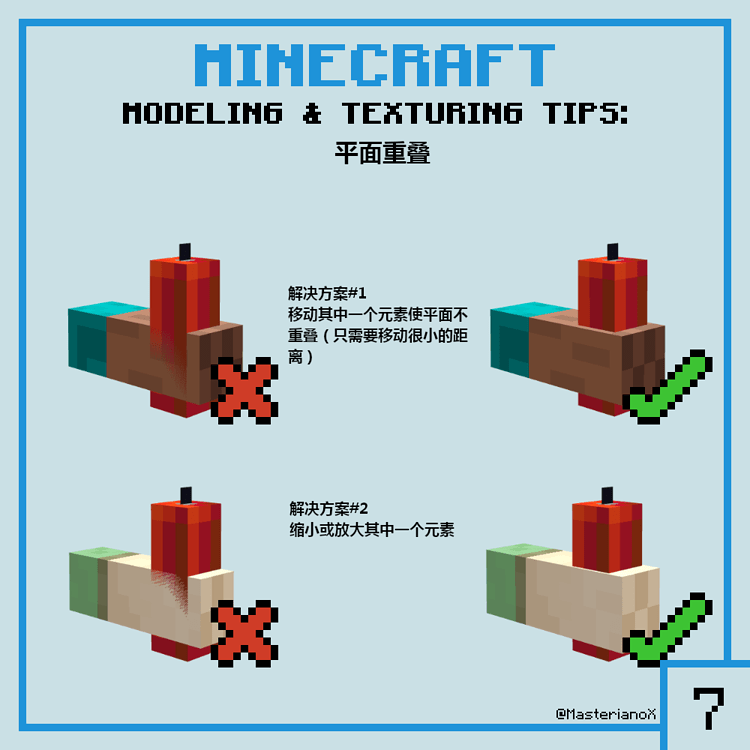 MINECRAFT
MODELING & TEXTURING TIPS:
平面重叠
解决方案#1
移动其中一个元素使平面不
重叠（只需要移动很小的距
离）
解决方案#2
缩小或放大其中一个元素
@MasterianoX
7